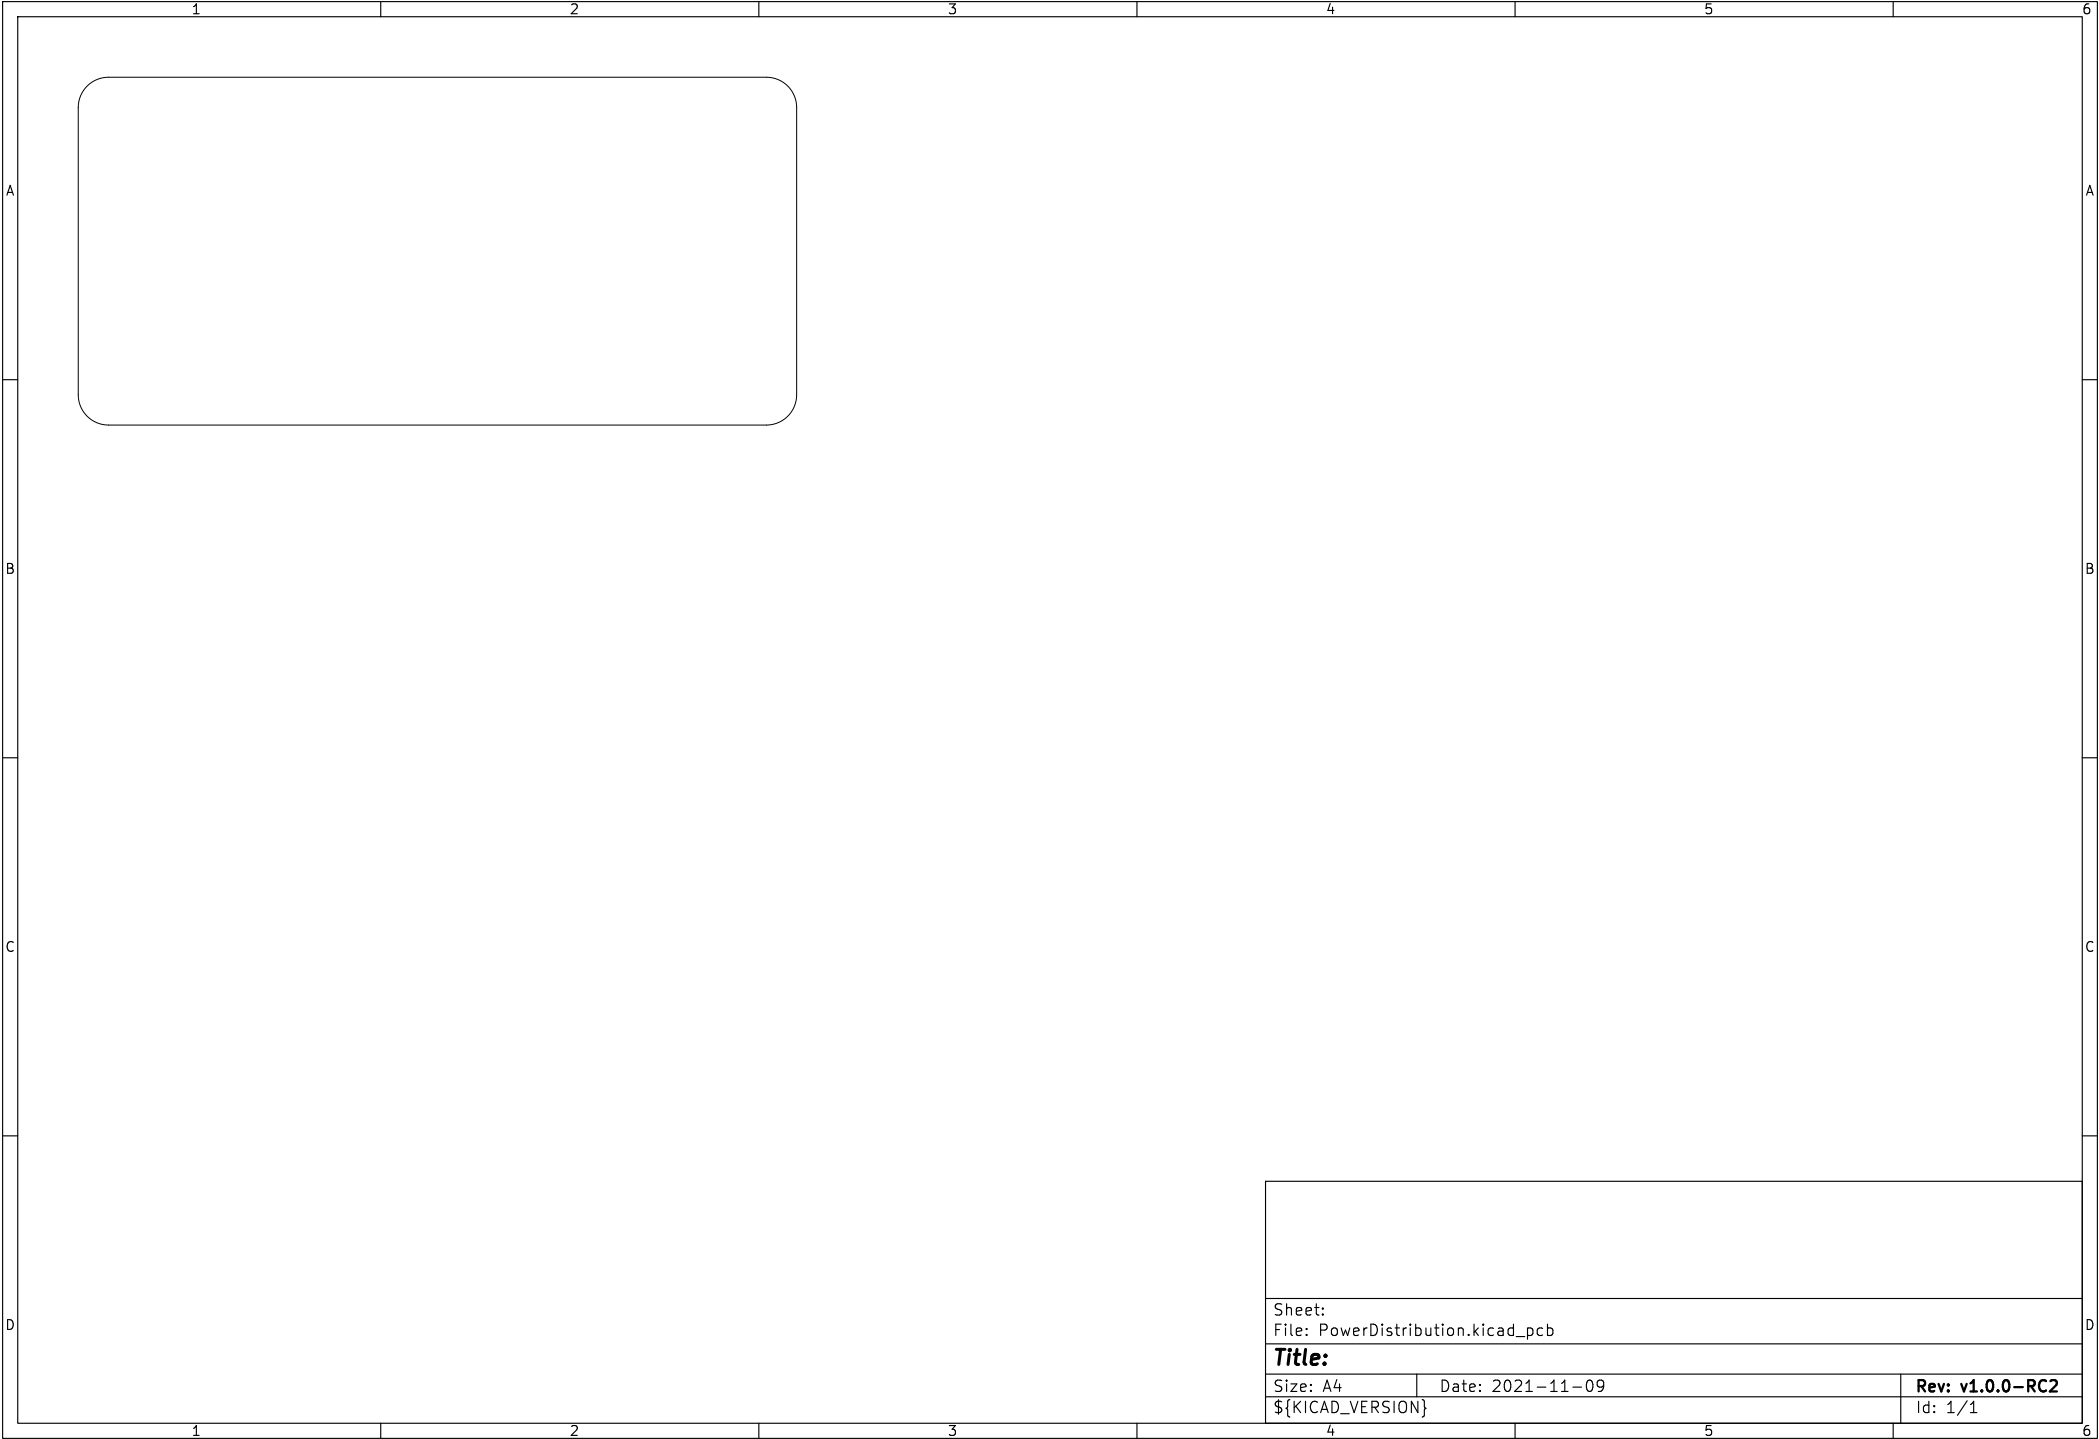 1 2 3 4 5 6
A A
B B
C C
D D
Sheet:
File: PowerDistribution.kicad_pcb
Title:
Size: A4 Date: 2021-11-09 Rev: v1.0.0-RC2
${KICAD_VERSION} Id: 1/1
1 2 3 4 5 6